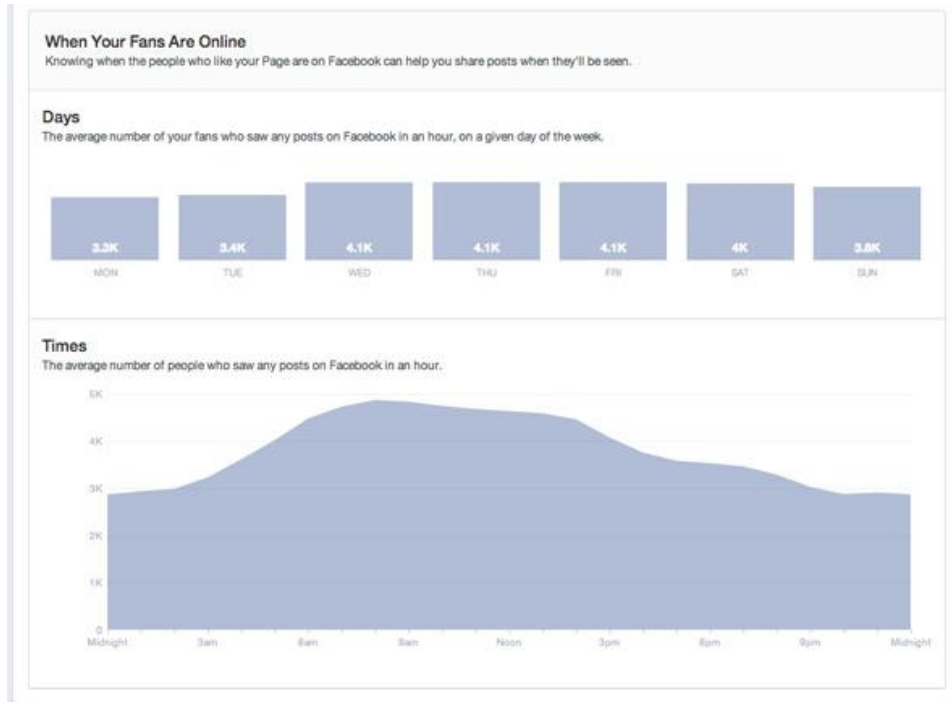 When Your Fans Are Online
Knowing when the people who like your Page are on Facebook can help you share posts when they'll be seen.
Days
The average number of your fans who saw any posts on Facebook in an hour, on a given day of the week.
3.3K 3.4K 4.1K 4.1K 4.1K 4K 3.8K
MON TUE WED THU FRI SAT SUN
Times
The average number of people who saw any posts on Facebook in an hour.
5K
4K
3K
2K
1K
0
Midnight 3am 6am 9am Noon 3pm 6pm 9pm Midnight